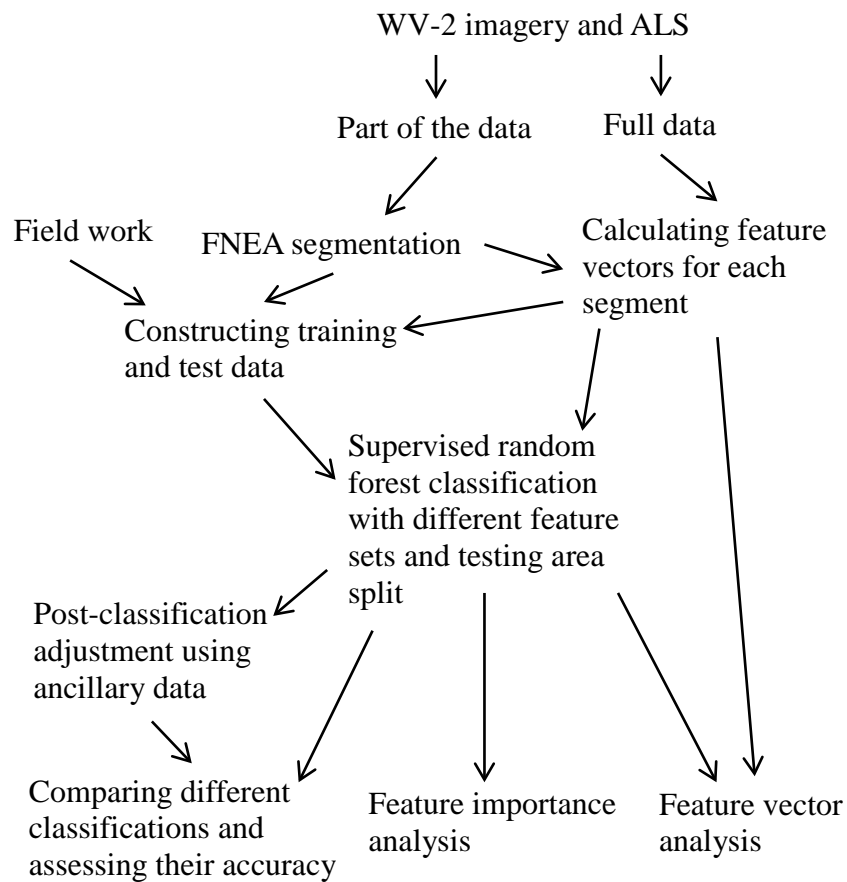 WV-2 imagery and ALS
Part of the data
Full data
Field work
FNEA segmentation
Calculating feature
vectors for each
segment
Constructing training
and test data
Supervised random
forest classification
with different feature
sets and testing area
split
Post-classification
adjustment using
ancillary data
Comparing different
classifications and
assessing their accuracy
Feature importance
analysis
Feature vector
analysis